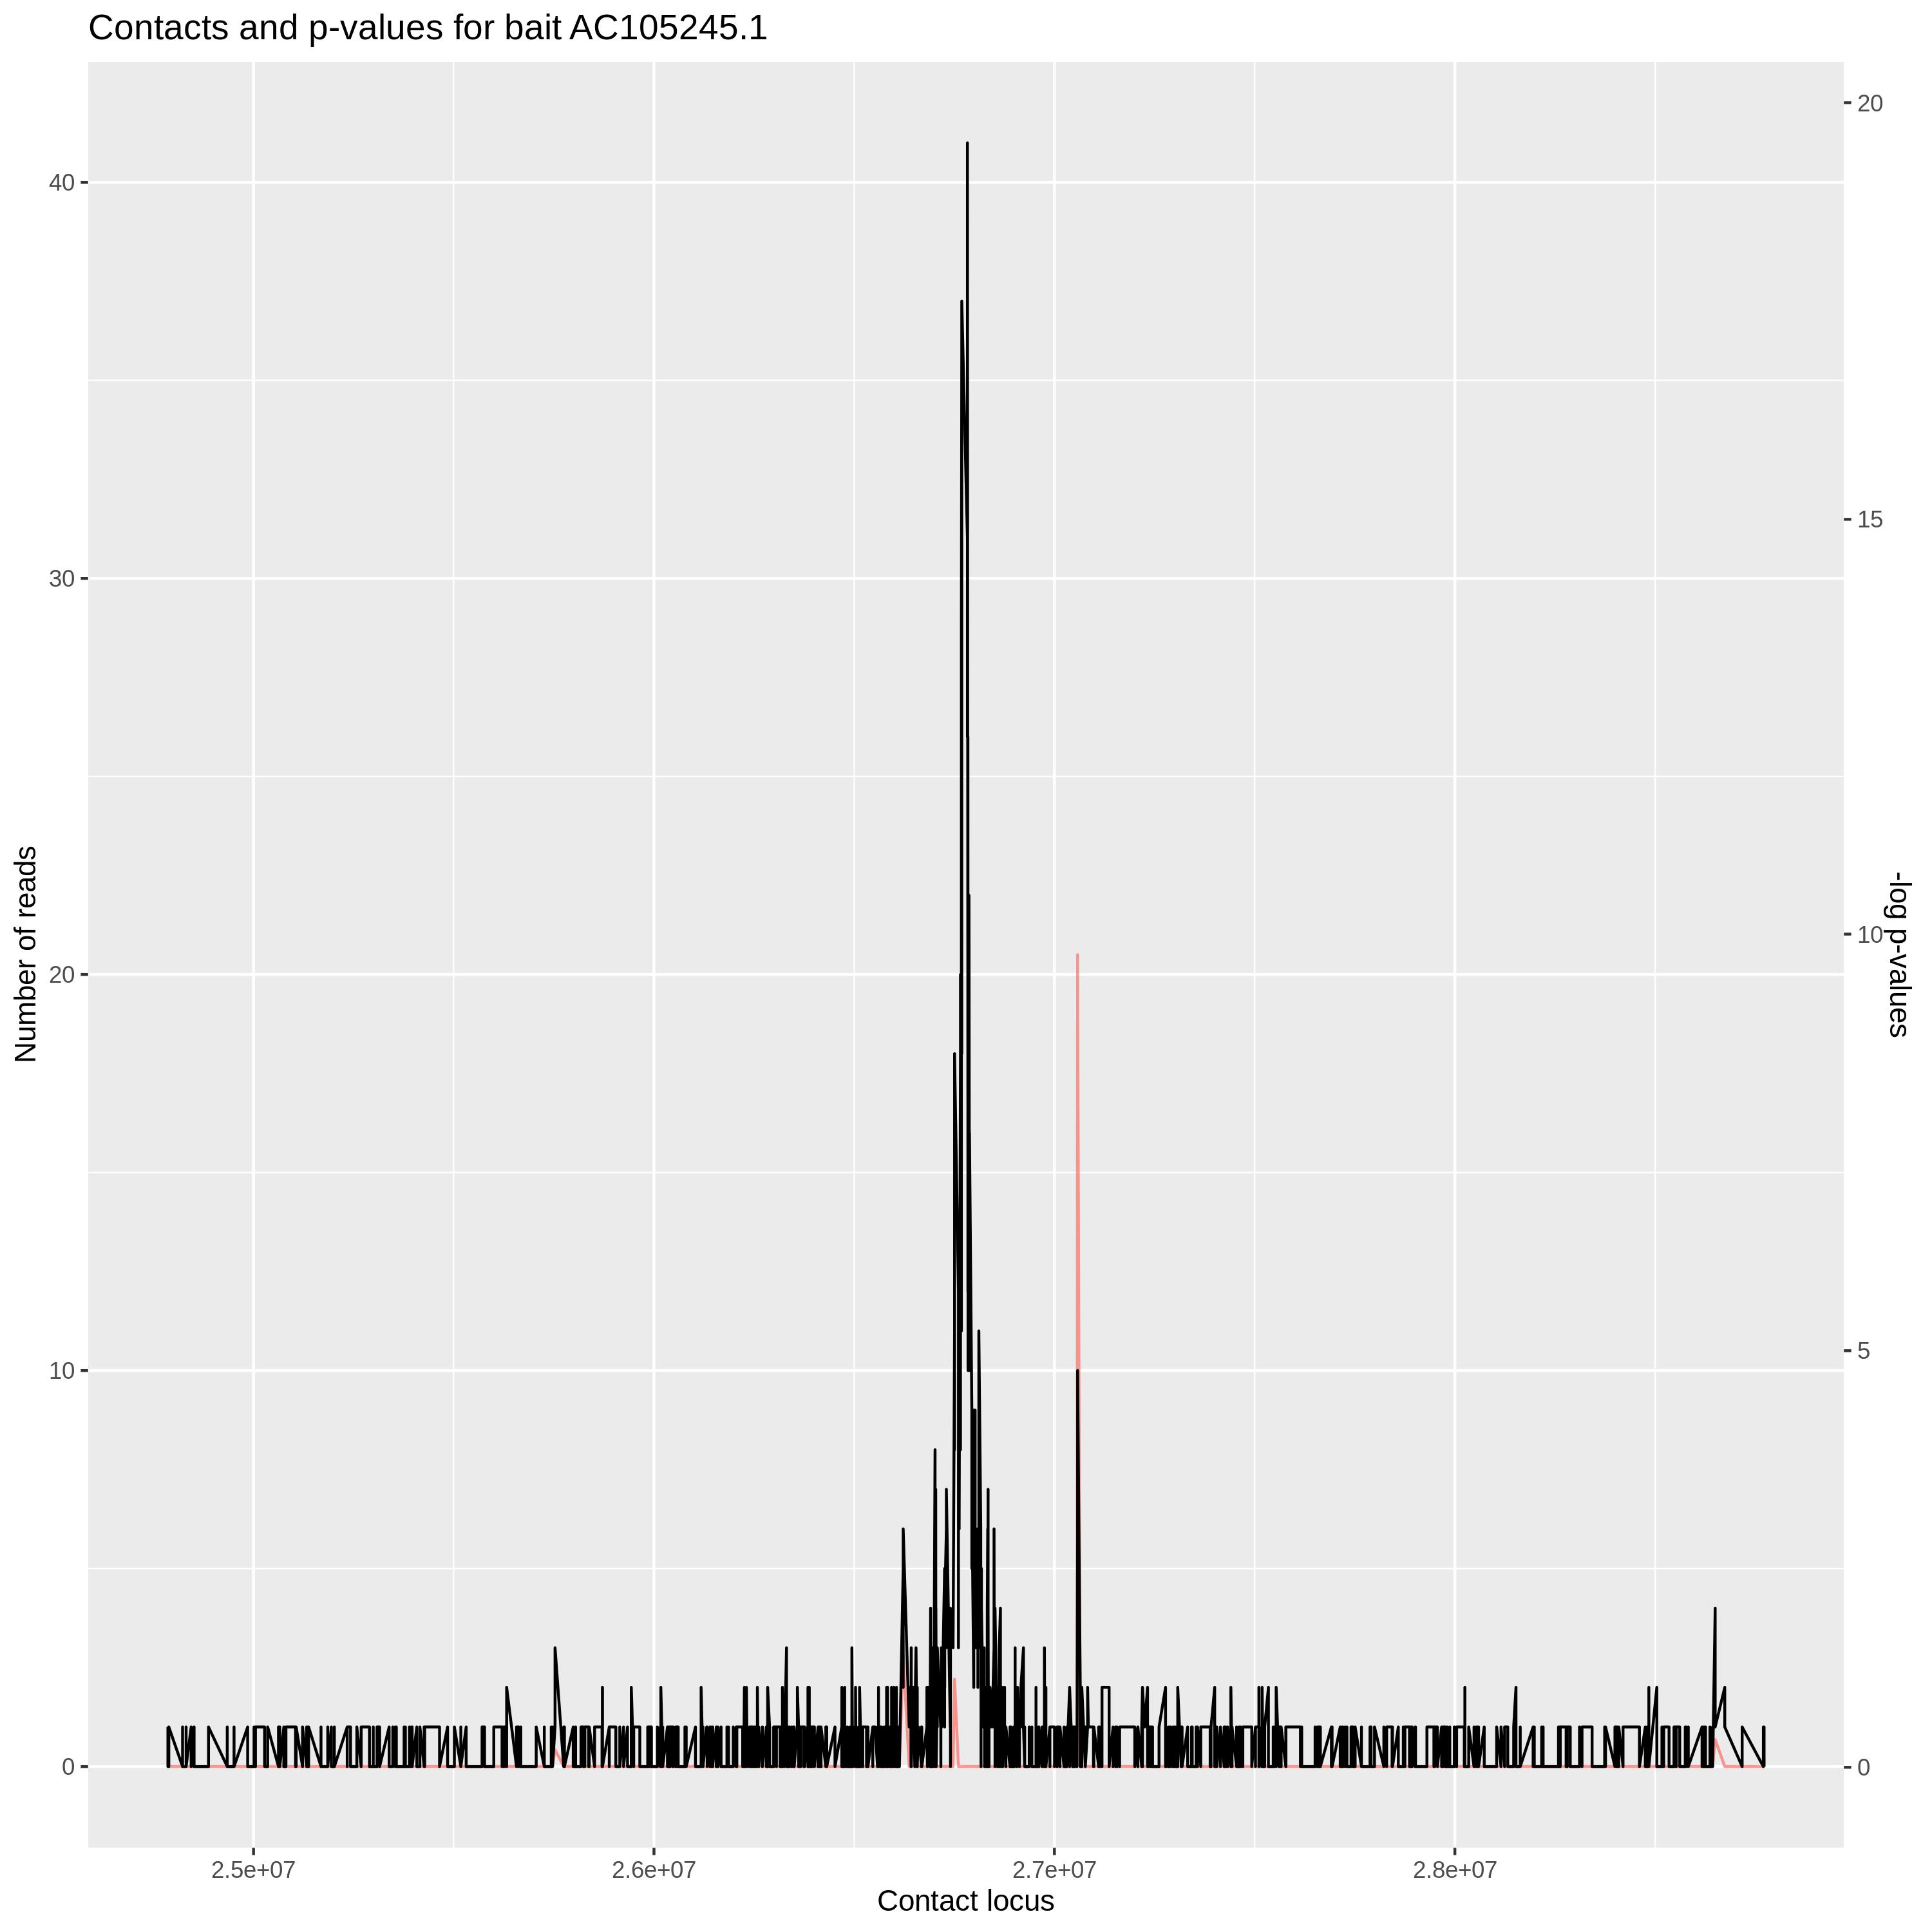 Contacts and p-values for bait AC105245.1
40
30
20
10
0
Number of reads
20
15
10
5
0
-log p-values
2.5e+07
2.6e+07
2.7e+07
2.8e+07
Contact locus